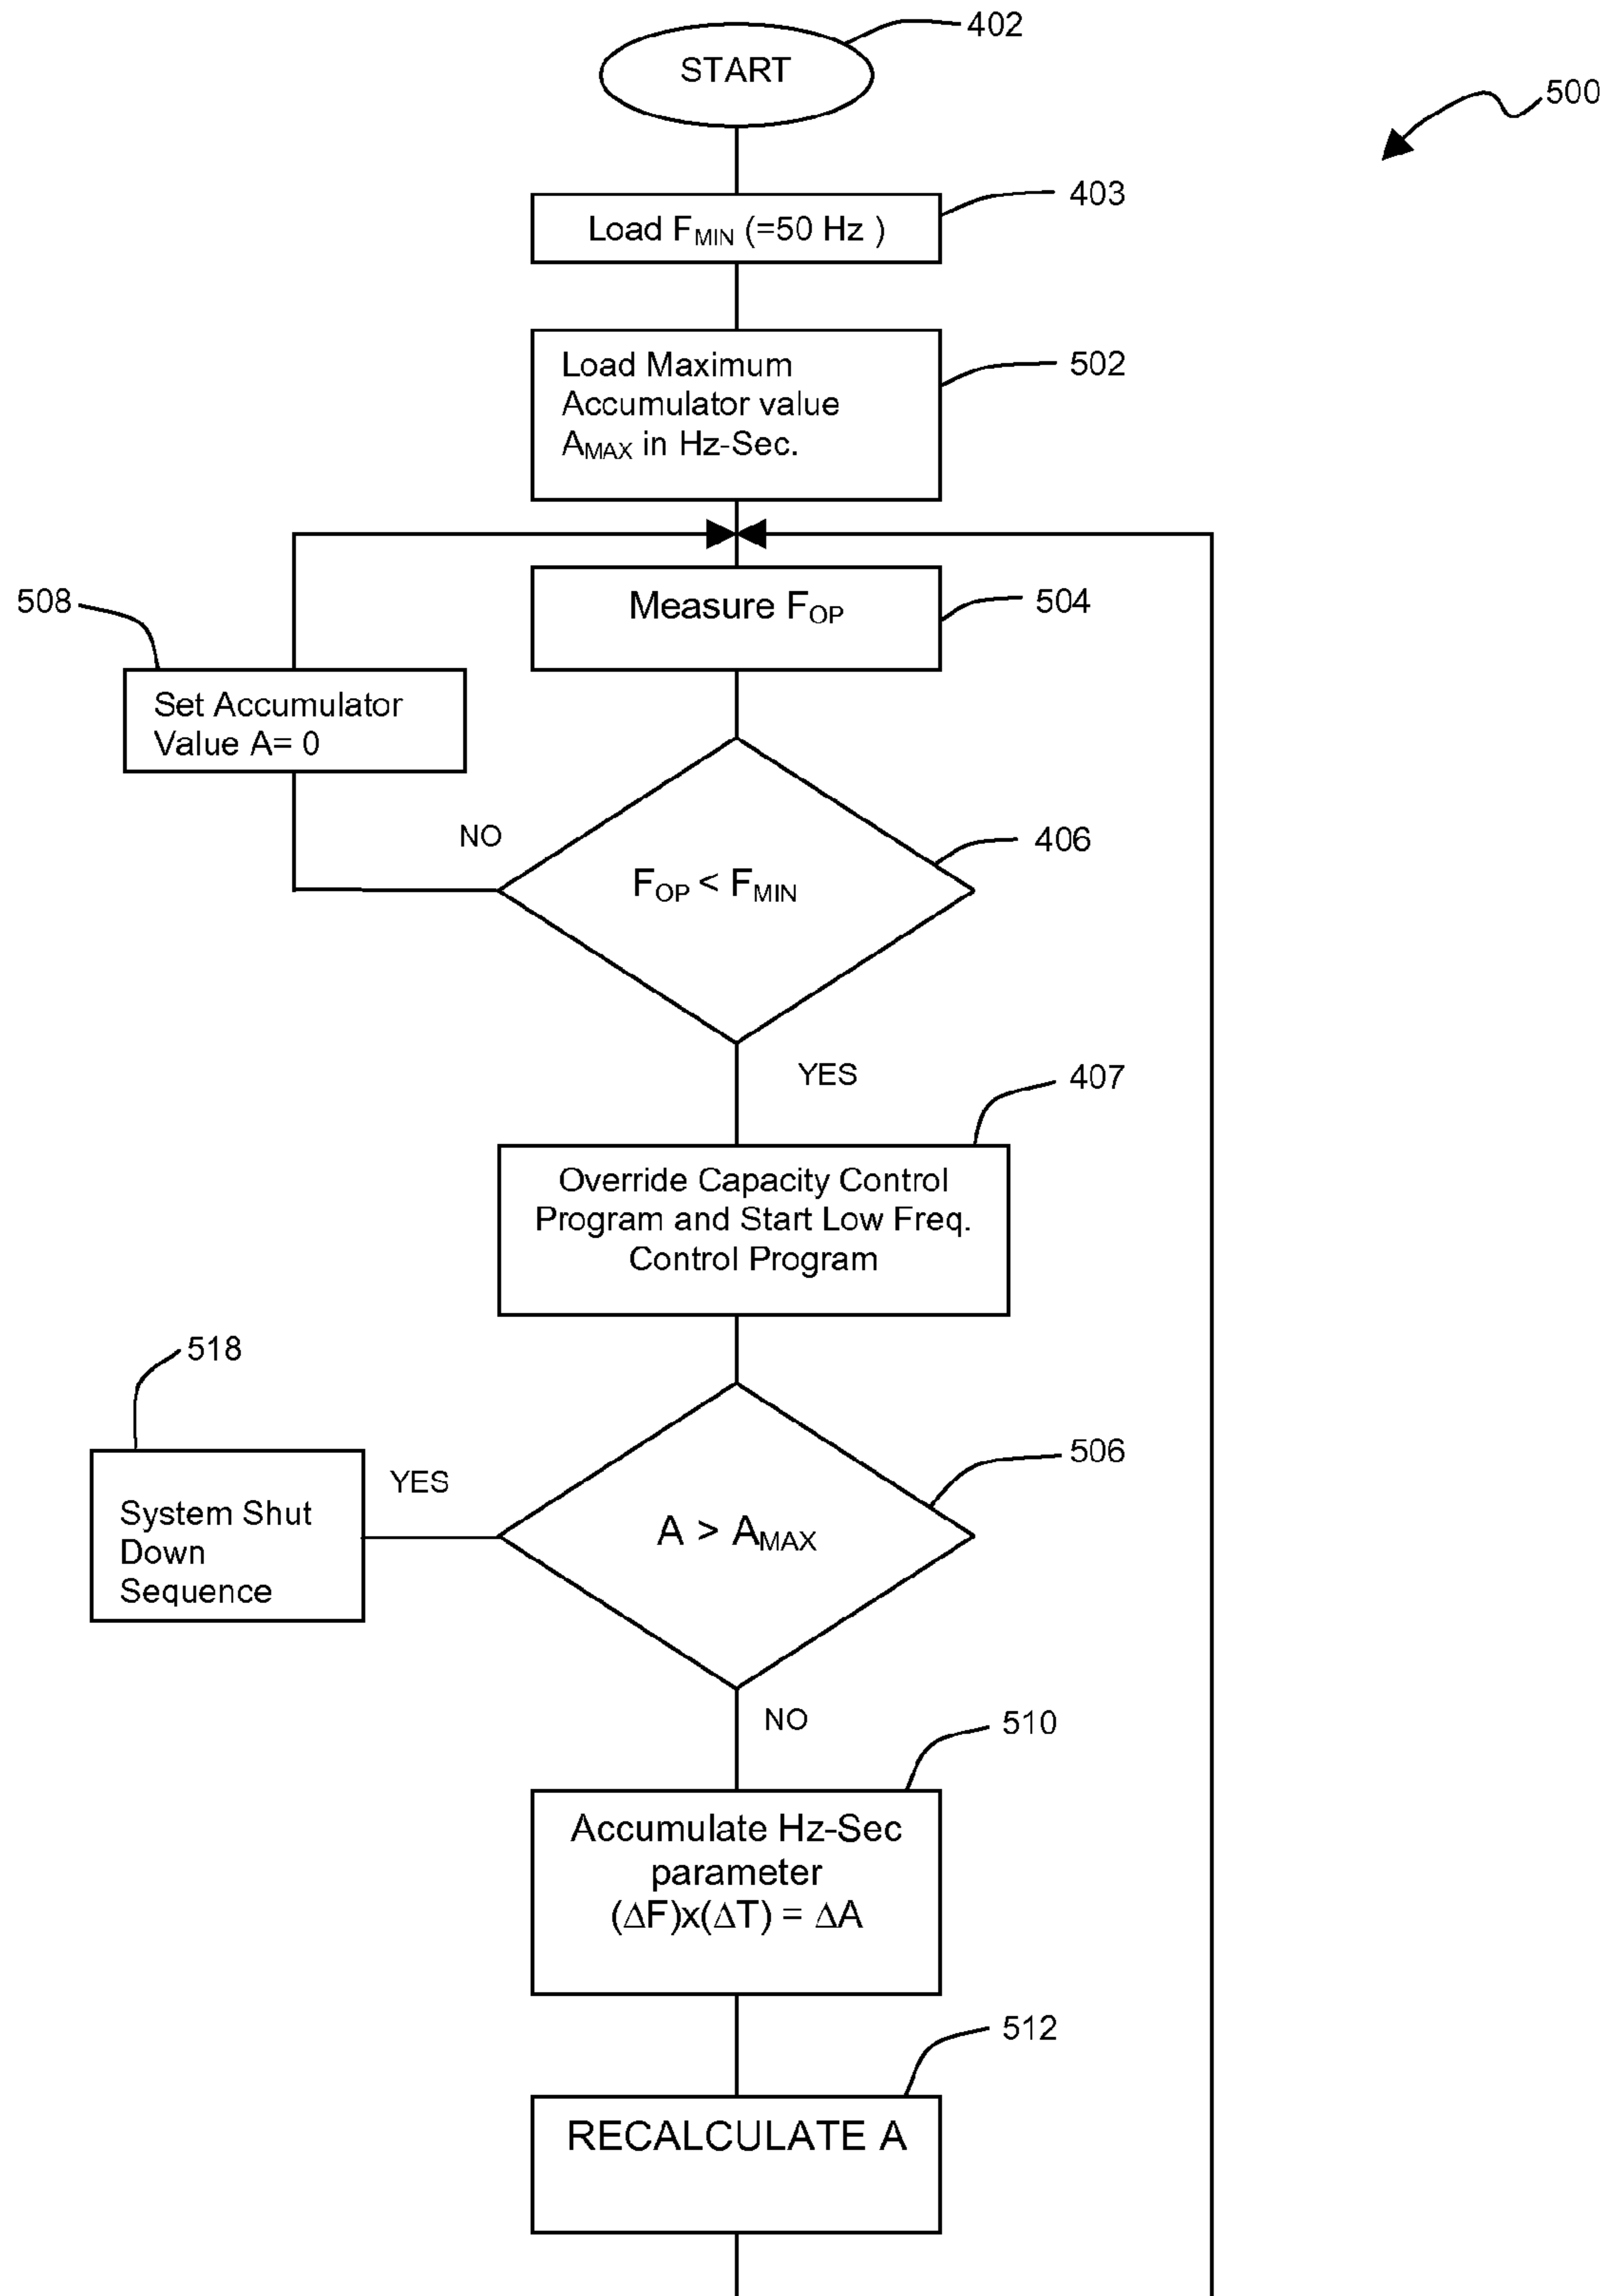 402
START
500
403
Load FMIN (=50 Hz )
502
Load Maximum
Accumulator value
AMAX in Hz-Sec.
508
Measure FOP
504
Set Accumulator
Value A= 0
NO
406
FOP < FMIN
YES
407
Override Capacity Control
Program and Start Low Freq.
Control Program
518
506
YES
System Shut
Down
Sequence
A > AMAX
NO
510
Accumulate Hz-Sec
parameter
(ΔF)x(ΔT) = ΔA
512
RECALCULATE A